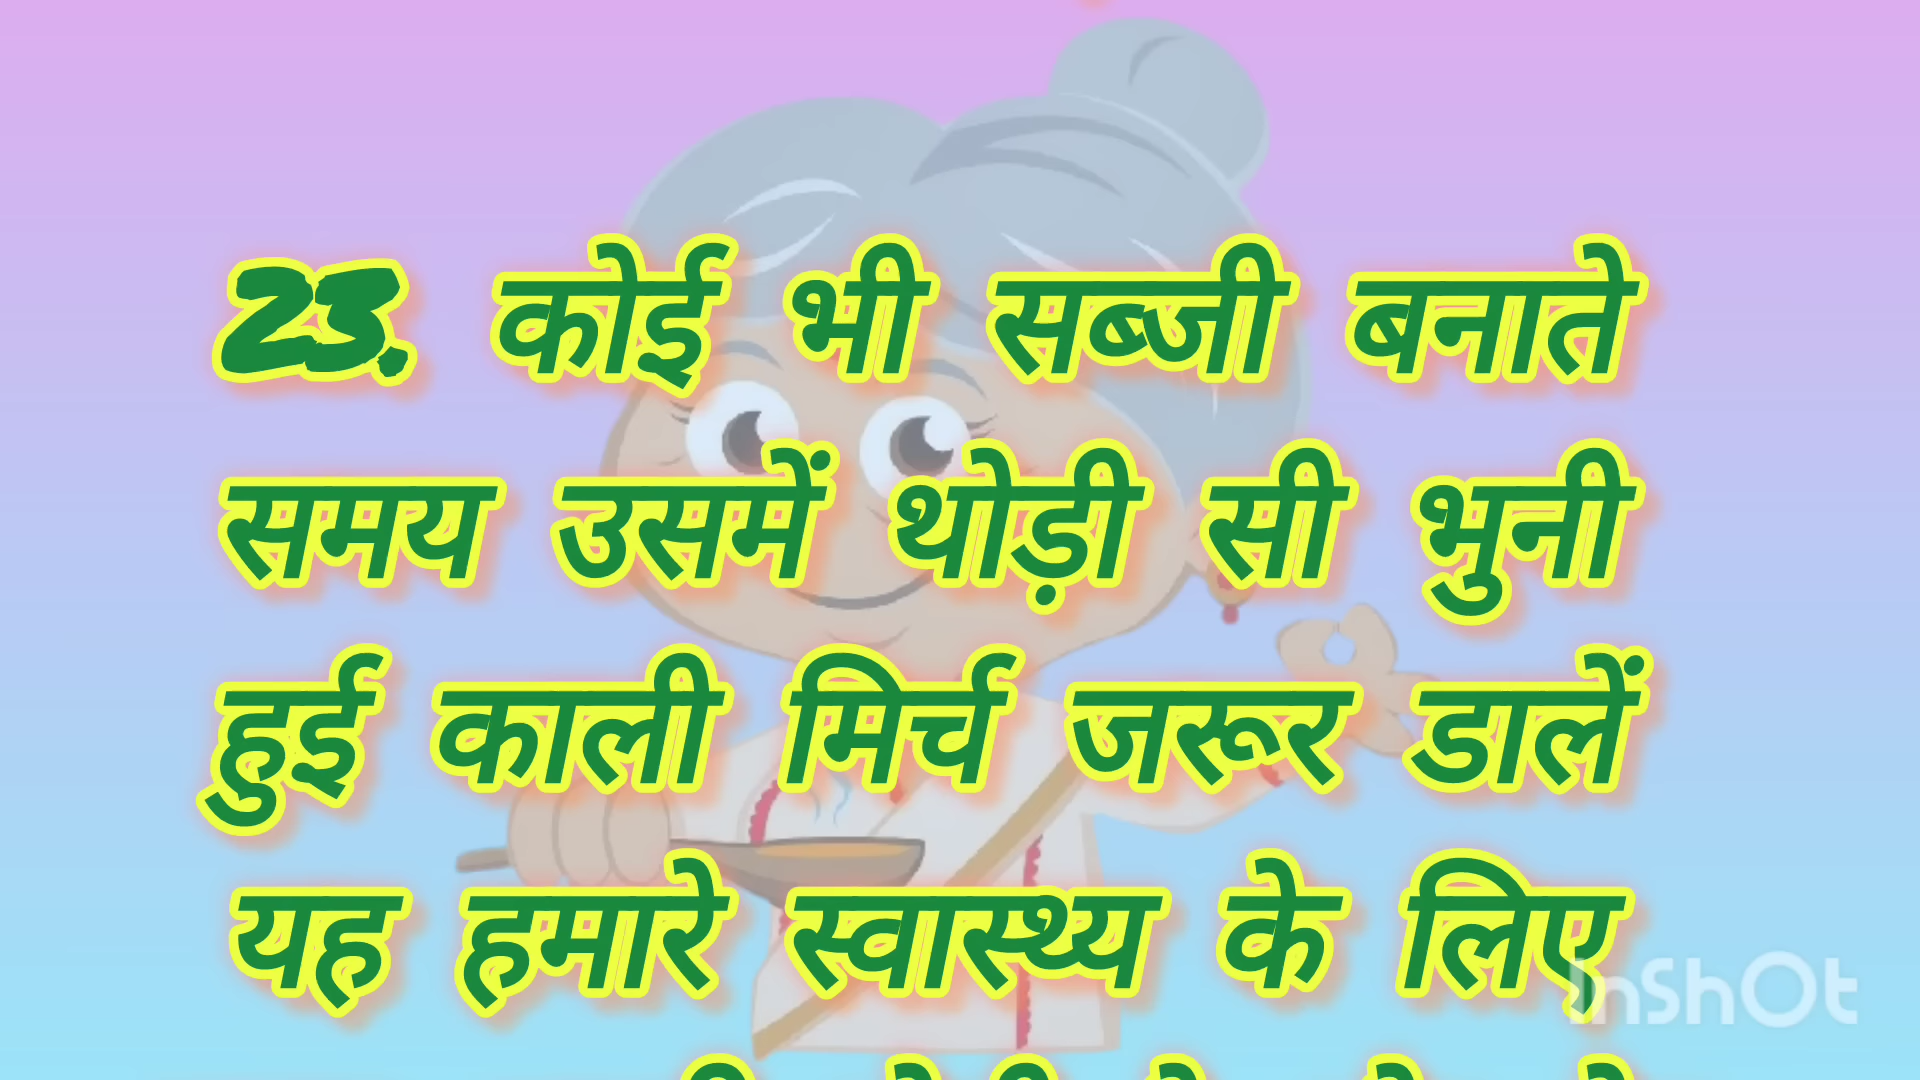 23. कोई भी सब्जी बनाते
समय उसमें थोड़ी सी भुनी
हुई काली मिर्च जरूर डालें
यह हमारे स्वास्थ्य के लिए
InShOt